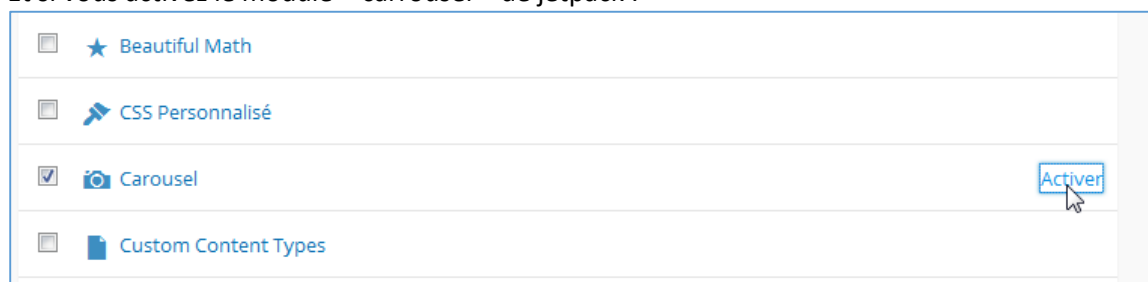 Beautiful Math
CSS Personnalisé
Carousel
Activer
Custom Content Types